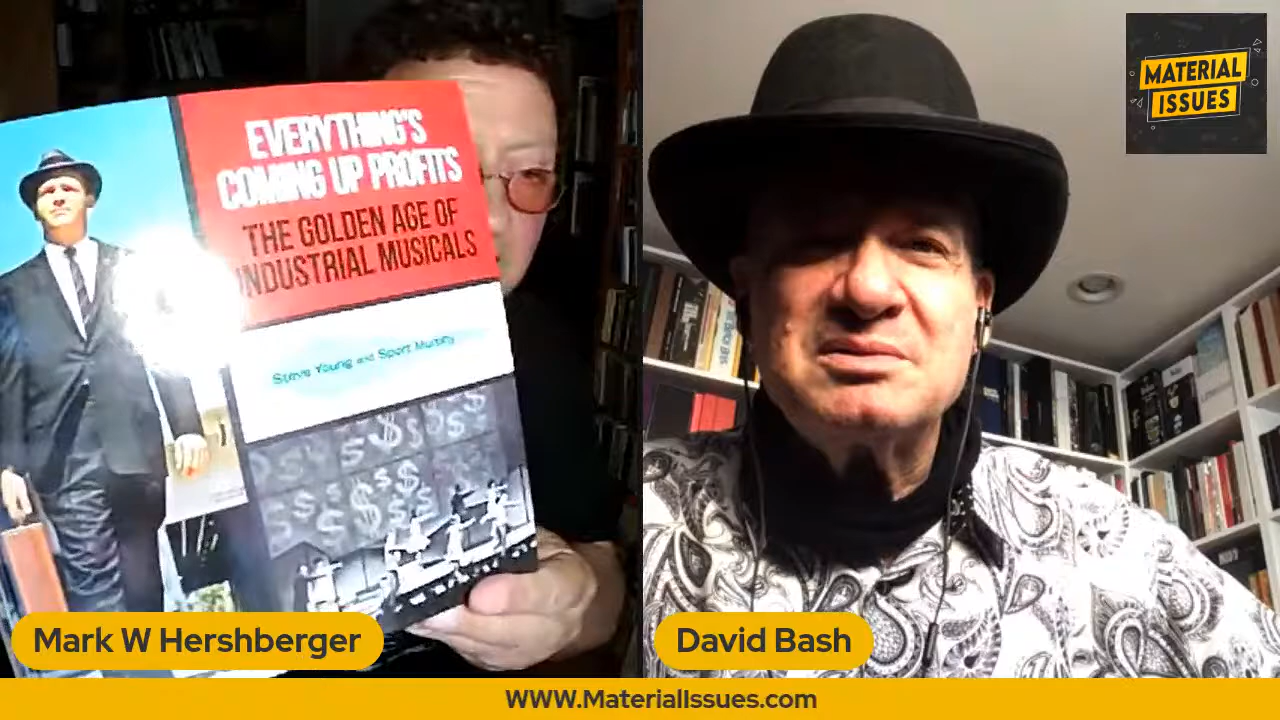 EVERYTHING'S
COMING UP PROFITS
THE GOLDEN AGE OF
INDUSTRIAL MUSICALS
Steve Young and Sport Murphy
MATERIAL
ISSUES
Mark W Hershberger
David Bash
WWW.MaterialIssues.com